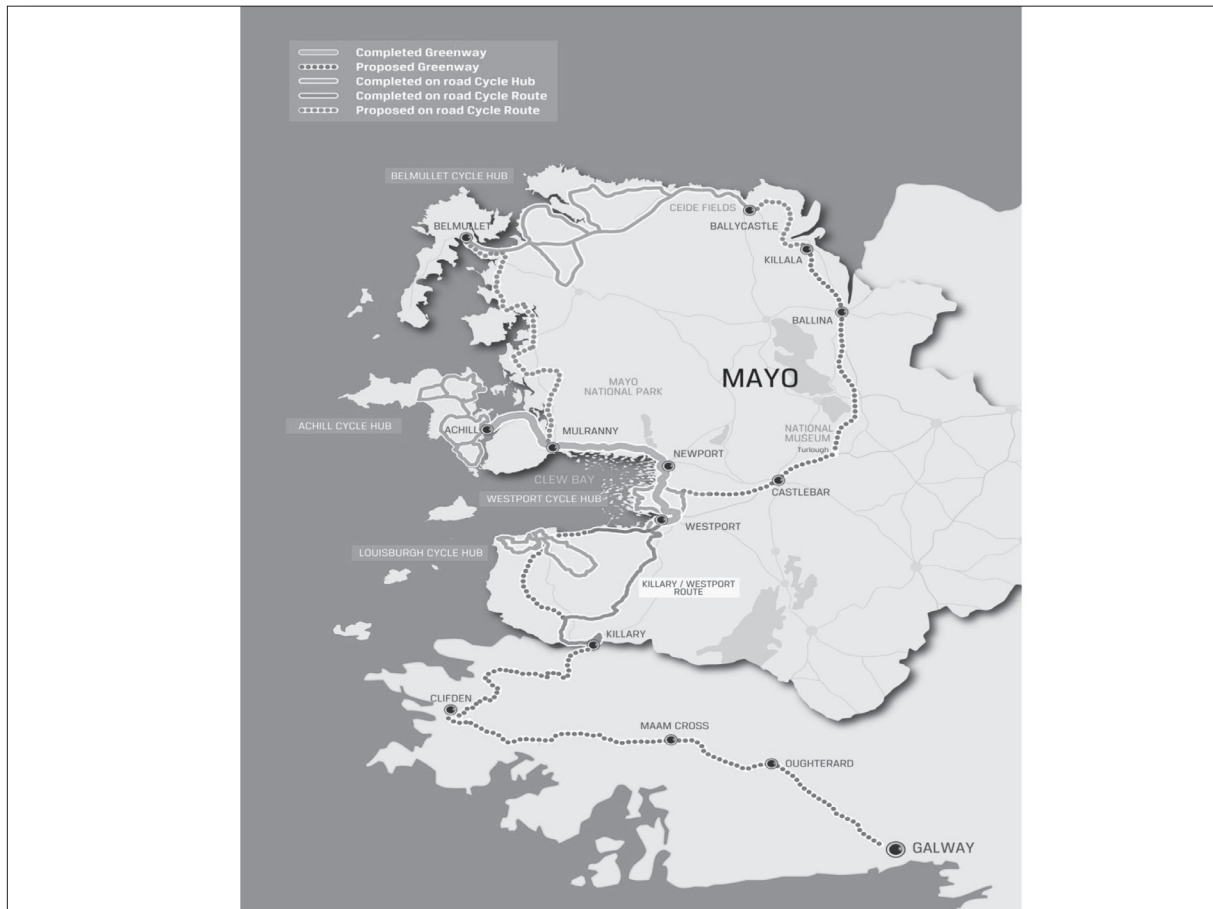 Completed Greenway
Proposed Greenway
Completed on road Cycle Hub
Completed on road Cycle Route
Proposed on road Cycle Route
BELMULLET CYCLE HUB
CEIDE FIELDS
BELMULLET
BALLYCASTLE
KILLALA
BALLINA
MAYO
MAYO
NATIONAL PARK
ACHILL CYCLE HUB
ACHILL
MULRANNY
NATIONAL
MUSEUM
Turlough
NEWPORT
CLEW BAY
CASTLEBAR
WESTPORT CYCLE HUB
WESTPORT
LOUISBURGH CYCLE HUB
KILLARY / WESTPORT
ROUTE
KILLARY
CLIFDEN
MAAM CROSS
OUGHTERARD
GALWAY